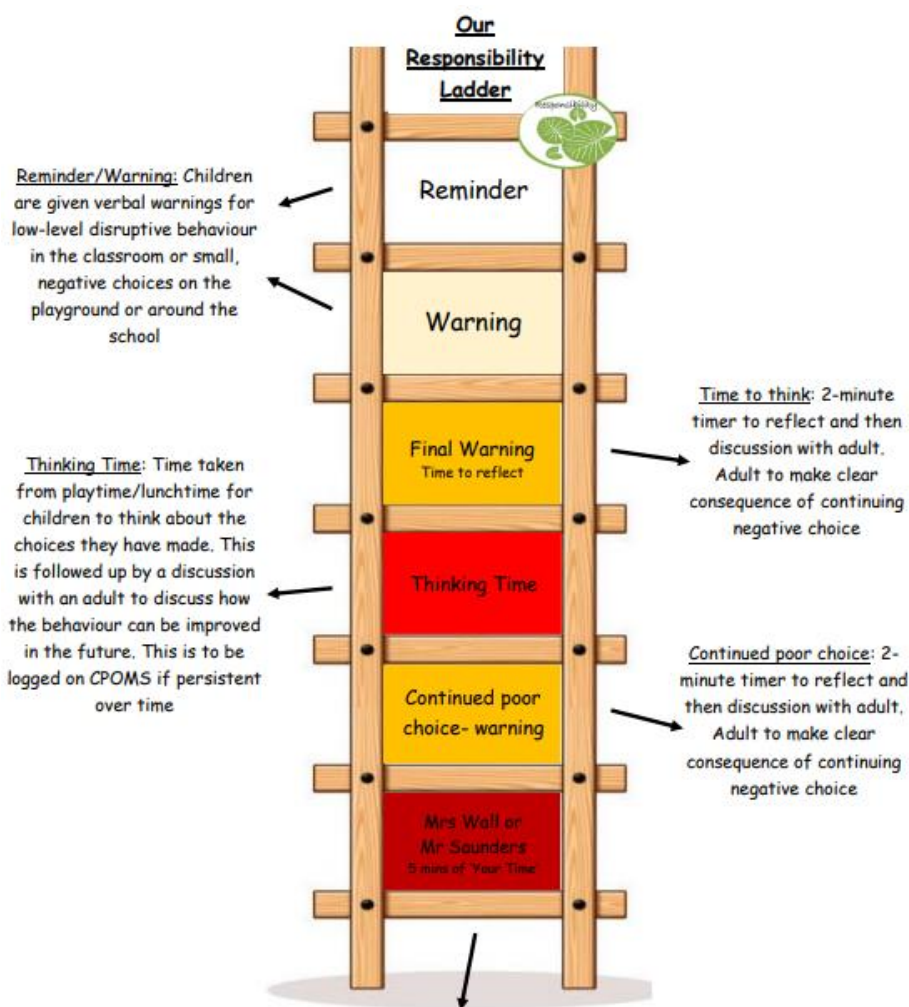 Our
Responsibility
Ladder
Responsibility
Reminder
Reminder/Warning: Children
are given verbal warnings for
low-level disruptive behaviour
in the classroom or small,
negative choices on the
playground or around the
school
Warning
Final Warning
Time to reflect
Time to think: 2-minute
timer to reflect and then
discussion with adult.
Adult to make clear
consequence of continuing
negative choice
Thinking Time: Time taken
from playtime/lunchtime for
children to think about the
choices they have made. This
is followed up by a discussion
with an adult to discuss how
the behaviour can be improved
in the future. This is to be
logged on CPOMS if persistent
over time
Thinking Time
Continued poor
choice- warning
Continued poor choice: 2-
minute timer to reflect and
then discussion with adult.
Adult to make clear
consequence of continuing
negative choice
Mrs Wall or
Mr Saunders
5 mins of 'Your Time